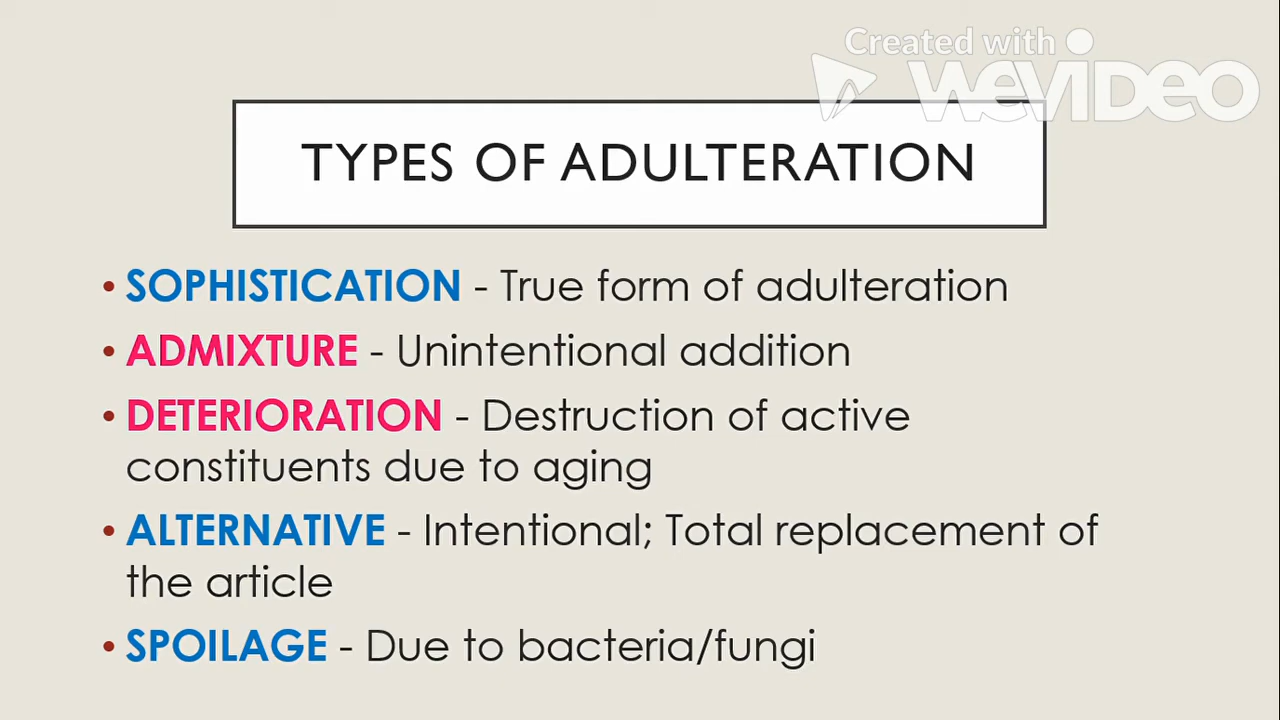 Created with
WEVIDEO
TYPES OF ADULTERATION
• SOPHISTICATION - True form of adulteration
• ADMIXTURE - Unintentional addition
• DETERIORATION - Destruction of active
constituents due to aging
• ALTERNATIVE - Intentional; Total replacement of
the article
• SPOILAGE - Due to bacteria/fungi